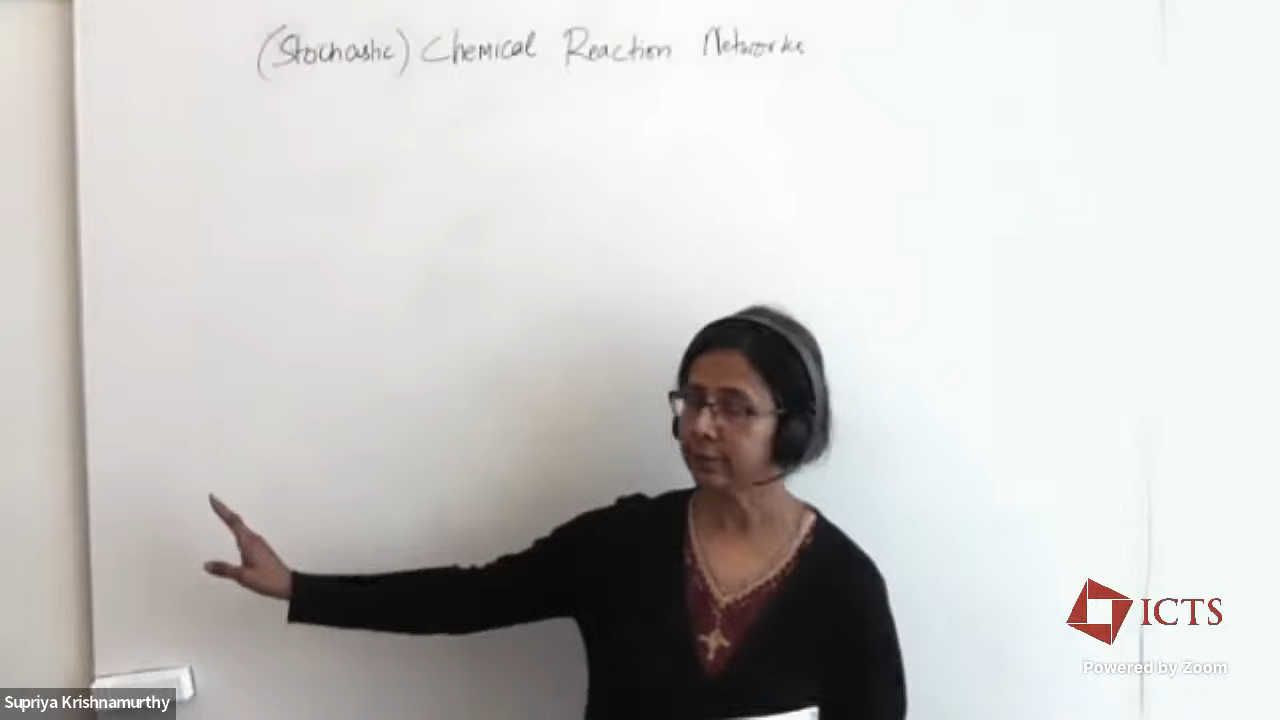 (Stochastic) Chemical Reaction Networks
ICTS
Powered by Zoom
Supriya Krishnamurthy